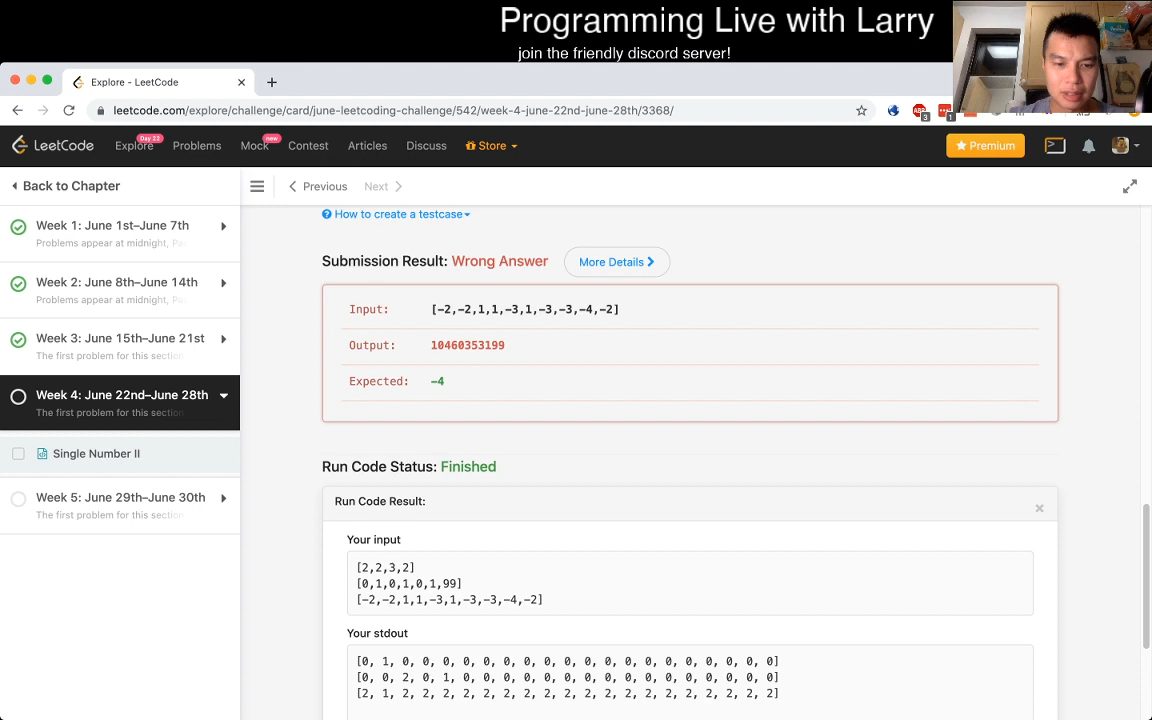 Programming Live with Larry
join the friendly discord server!
Explore - LeetCode
leetcode.com/explore/challenge/card/june-leetcoding-challenge/542/week-4-june-22nd-june-28th/3368/
LeetCode
Explore
Day 22
Problems
Mock
new
Contest
Articles
Discuss
Store
Premium
Back to Chapter
Previous
Next
Week 1: June 1st–June 7th
Problems appear at midnight, Pa
Week 2: June 8th–June 14th
Problems appear at midnight, Pa
Week 3: June 15th–June 21st
The first problem for this section
Week 4: June 22nd–June 28th
The first problem for this section
Single Number II
Week 5: June 29th–June 30th
The first problem for this section
How to create a testcase
Submission Result: Wrong Answer
More Details
Input: [-2,-2,1,1,-3,1,-3,-3,-4,-2]
Output: 10460353199
Expected: -4
Run Code Status: Finished
Run Code Result:
Your input
[2,2,3,2]
[0,1,0,1,0,1,99]
[-2,-2,1,1,-3,1,-3,-3,-4,-2]
Your stdout
[0, 1, 0, 0, 0, 0, 0, 0, 0, 0, 0, 0, 0, 0, 0, 0, 0, 0, 0, 0, 0]
[0, 0, 2, 0, 1, 0, 0, 0, 0, 0, 0, 0, 0, 0, 0, 0, 0, 0, 0, 0, 0]
[2, 1, 2, 2, 2, 2, 2, 2, 2, 2, 2, 2, 2, 2, 2, 2, 2, 2, 2, 2, 2]